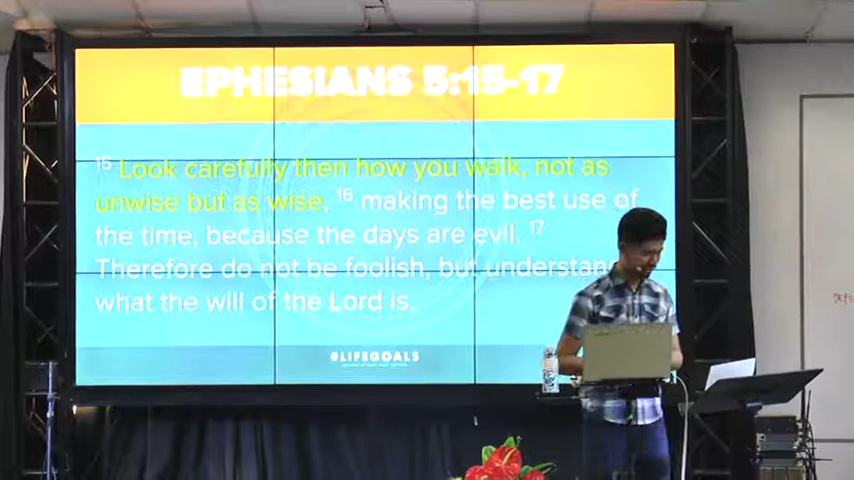 EPHESIANS 5:15-17
15 Look carefully then how you walk, not as
unwise but as wise, 16 making the best use of
the time, because the days are evil. 17
Therefore do not be foolish, but understan
what the will of the Lord is.
#LIFEGOALS